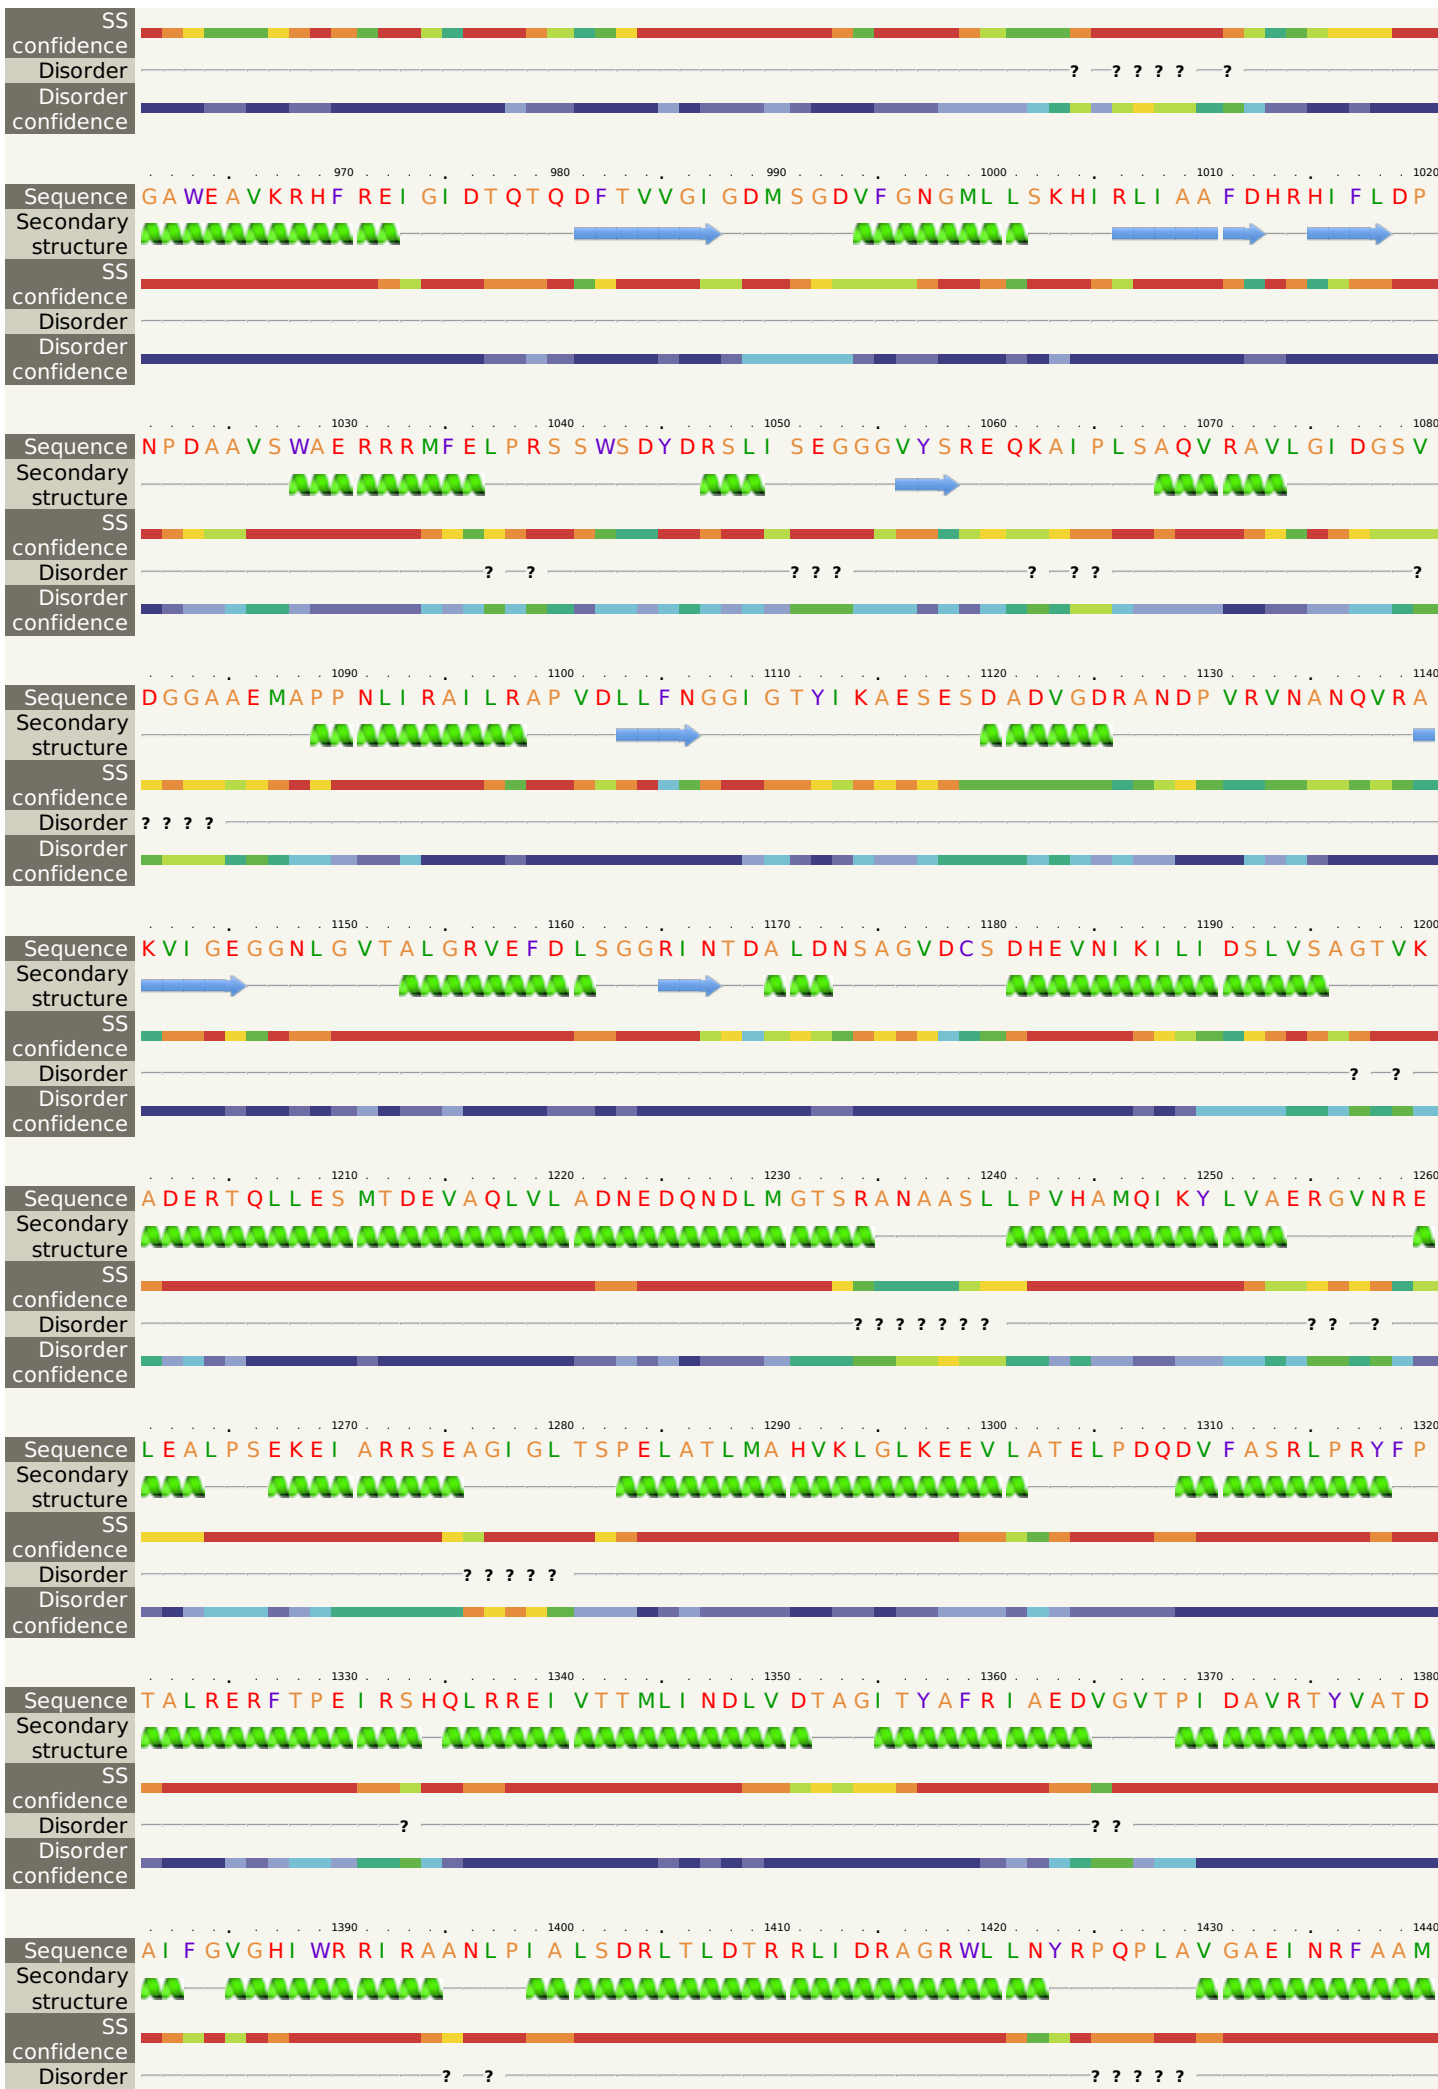 SS
confidence
Disorder ? ? ? ? ? ?
Disorder
confidence
970 980 990 1000 1010 1020
Sequence GAWEAVKRHFREIGIDTQTQDFTVVGIGDMSGDVFGNGMLLSKHIRLIAAFDHRHIFLDP
Secondary
structure
SS
confidence
Disorder
Disorder
confidence
1030 1040 1050 1060 1070 1080
Sequence NPDAAVSWAERRRMFELPRSSWSDYDRSLISEGGGVYSREQKAIPLSAQVRAVLGIDGSV
Secondary
structure
SS
confidence
Disorder ? ? ? ? ? ? ? ? ?
Disorder
confidence
1090 1100 1110 1120 1130 1140
Sequence DGGAAEMAPPNLIRAILRAPVDLLFNGGIGTYIKAESESDADVGDRANDPVRVNANQVRA
Secondary
structure
SS
confidence
Disorder ? ? ? ?
Disorder
confidence
1150 1160 1170 1180 1190 1200
Sequence KVIGEGGNLGVTALGRVEFDLSGGRINTDALDNSAGVDCSDHEVNIKILIDSLVSAGTVK
Secondary
structure
SS
confidence
Disorder ? ?
Disorder
confidence
1210 1220 1230 1240 1250 1260
Sequence ADERTQLLESMTDEVAQLVLADNEDQNDLMGTSRANAASLLPVHAMQIKYLVAERGVNRE
Secondary
structure
SS
confidence
Disorder ? ? ? ? ? ? ? ? ? ?
Disorder
confidence
1270 1280 1290 1300 1310 1320
Sequence LEALPSEKEIARRSEAGIGLTSPELATLMAHVKLGLKEEVLATELPDQDVFASRLPRYFP
Secondary
structure
SS
confidence
Disorder ? ? ? ? ?
Disorder
confidence
1330 1340 1350 1360 1370 1380
Sequence TALRERFTPEIRSHQLRREIVTTMLINDLVDTAGITYAFRIAEDVGVTPIDAVRTYVATD
Secondary
structure
SS
confidence
Disorder ? ? ?
Disorder
confidence
1390 1400 1410 1420 1430 1440
Sequence AIFGVGHIWRRIRAANLPIALSDRLTLDTRRLIDRAGRWLLNYRPQPLAVGAEINRFAAM
Secondary
structure
SS
confidence
Disorder ? ? ? ? ? ? ?